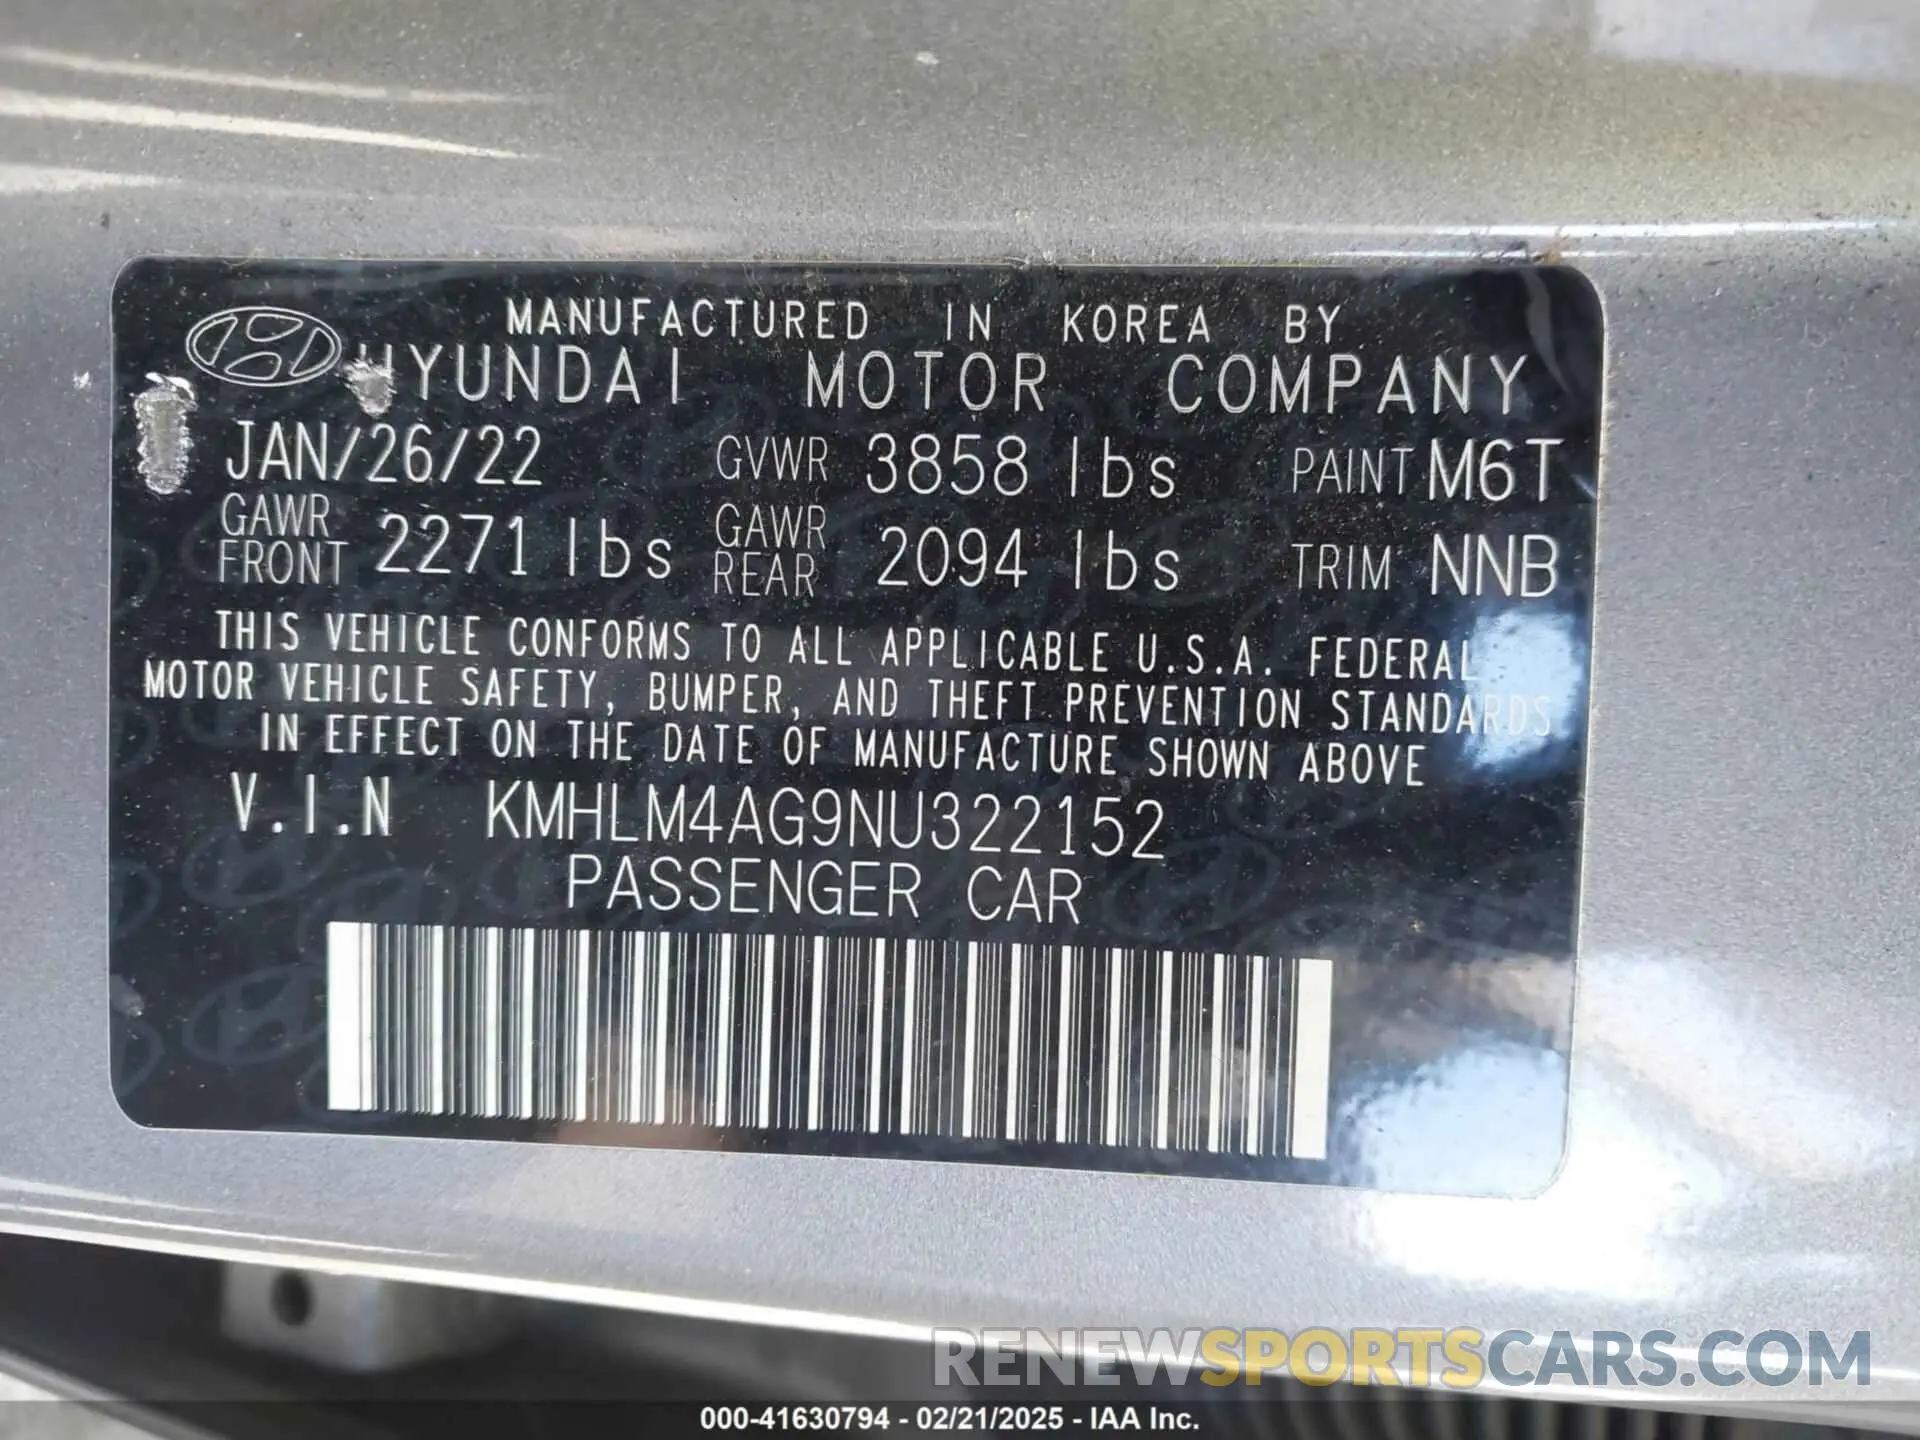 MANUFACTURED IN KOREA BY
HYUNDAI MOTOR COMPANY
JAN/26/22 GVWR 3858 lbs PAINT M6T
GAWR FRONT 2271 lbs GAWR REAR 2094 lbs TRIM NNB
THIS VEHICLE CONFORMS TO ALL APPLICABLE U.S.A. FEDERAL
MOTOR VEHICLE SAFETY, BUMPER, AND THEFT PREVENTION STANDARDS
IN EFFECT ON THE DATE OF MANUFACTURE SHOWN ABOVE
V.I.N KMHLM4AG9NU322152
PASSENGER CAR
RENEWSPORTSCARS.COM
000-41630794 - 02/21/2025 - IAA Inc.